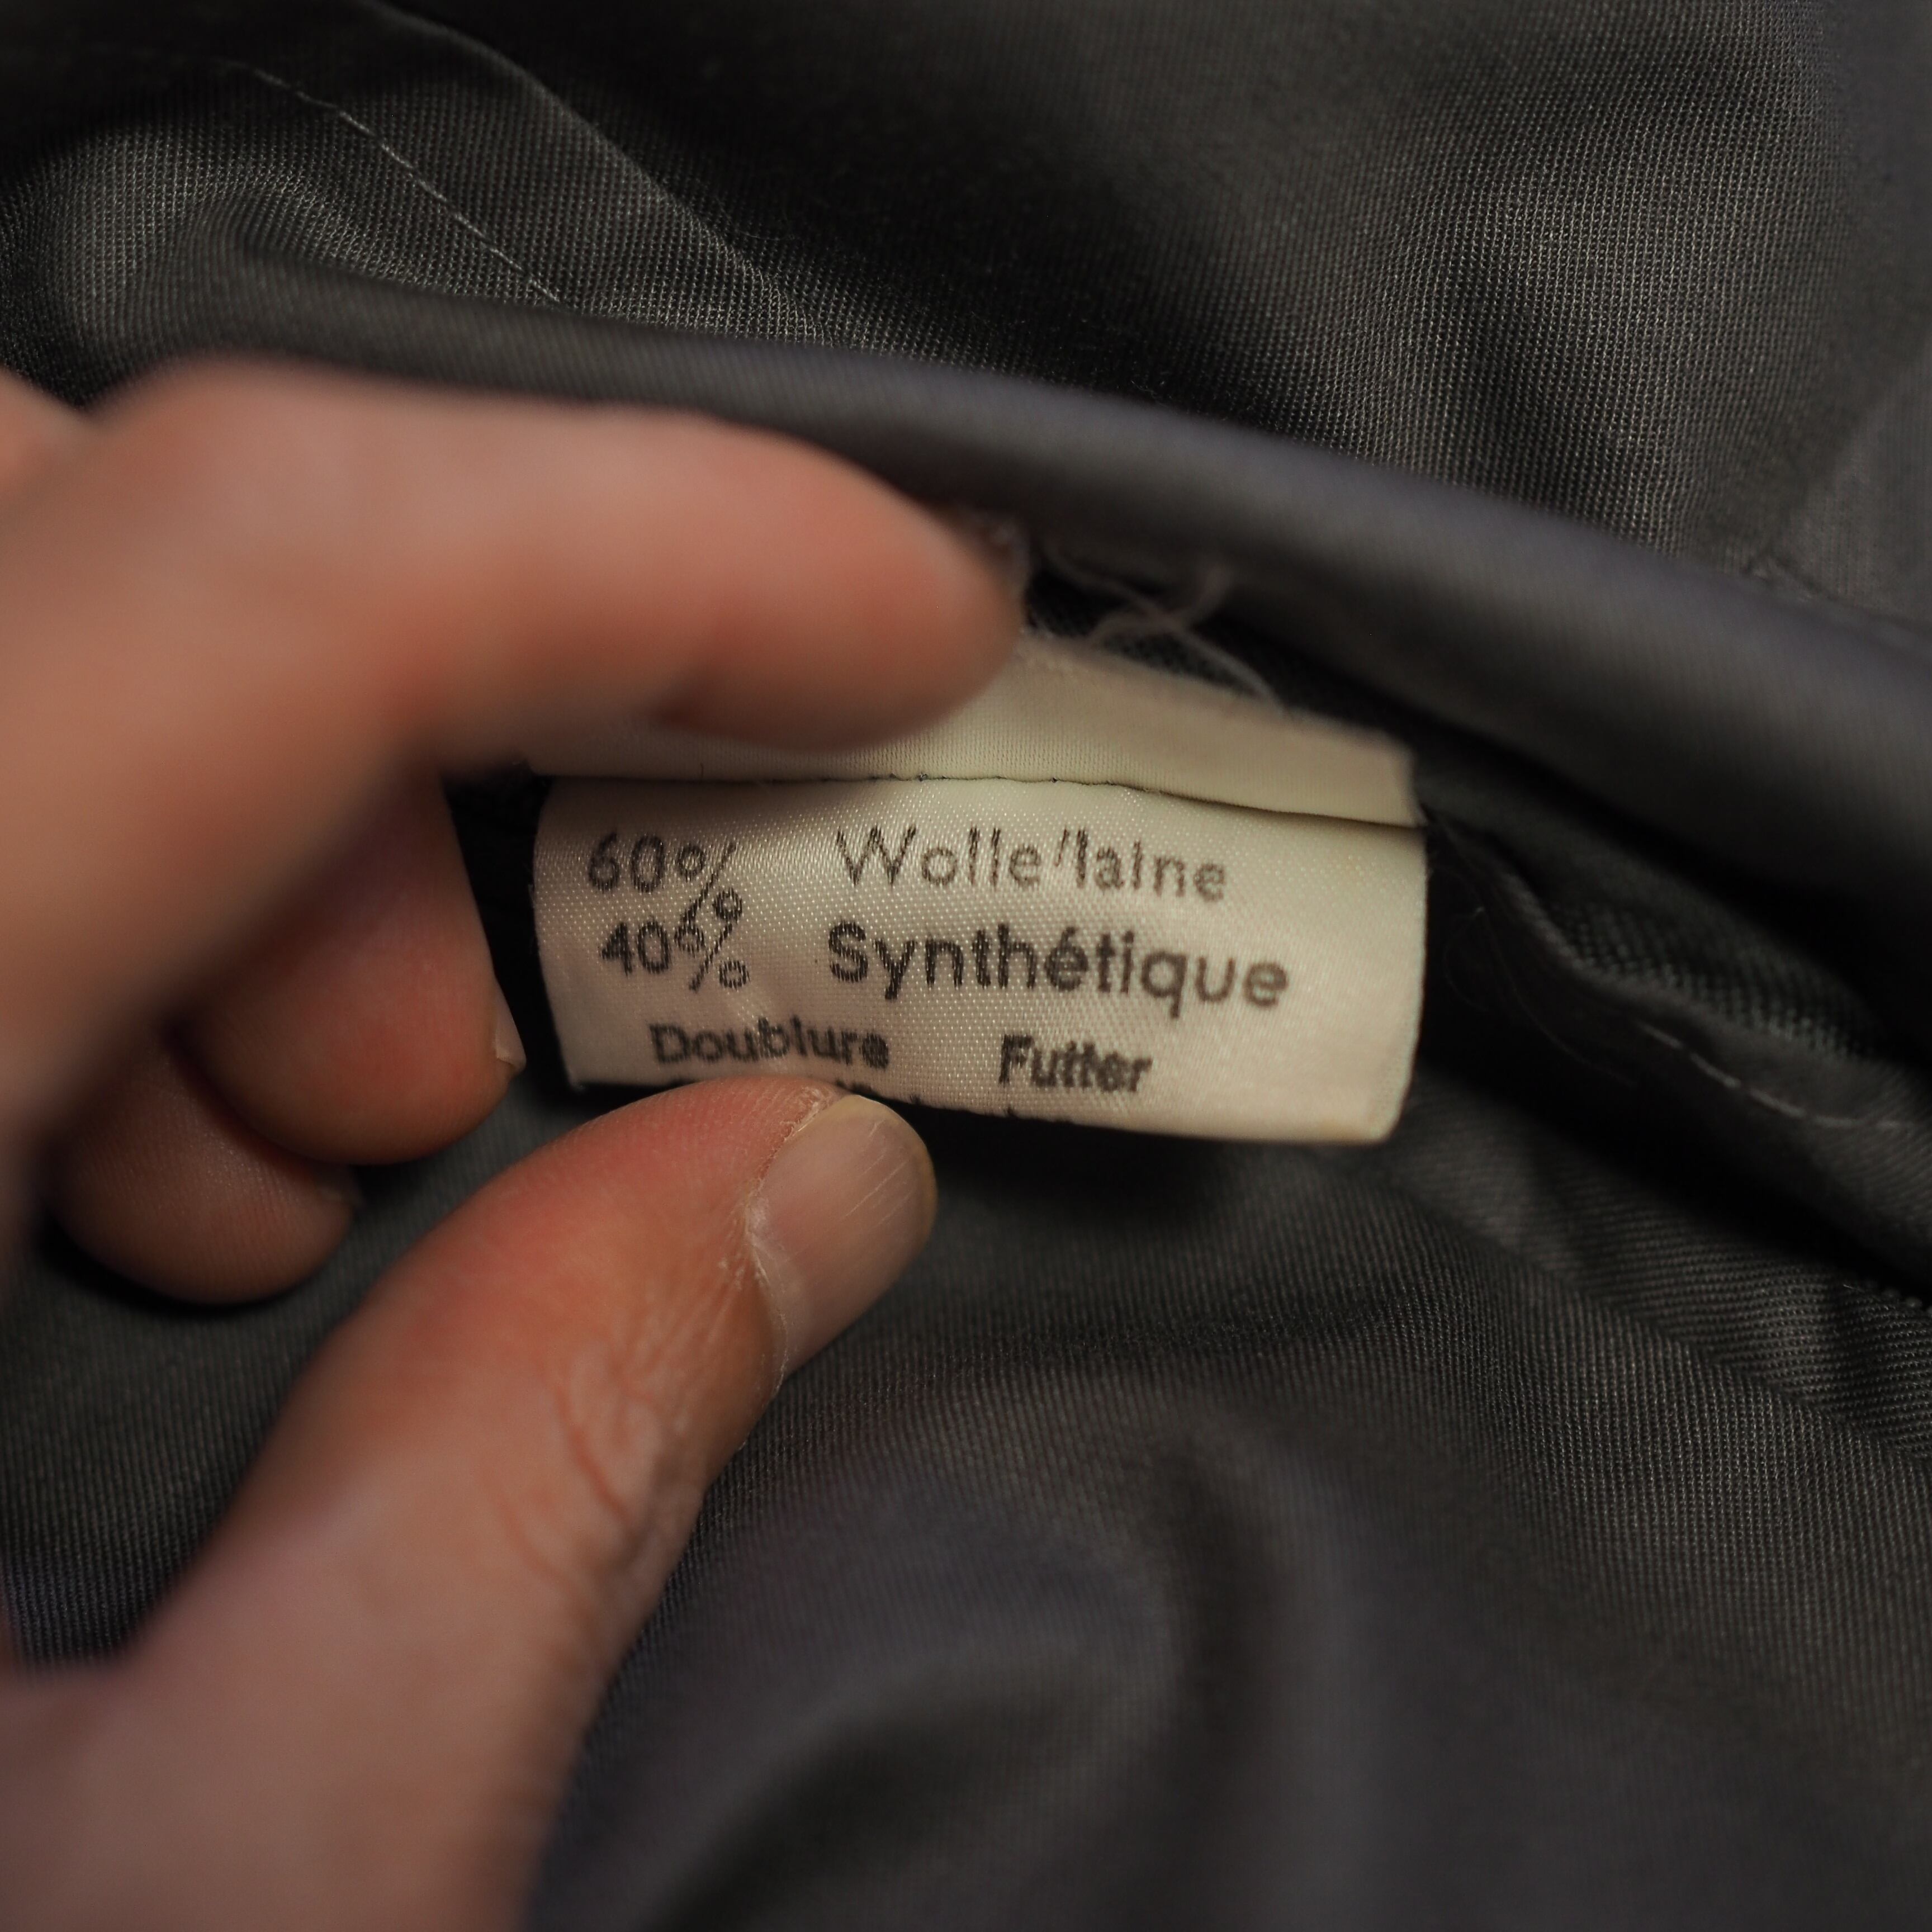 60% Wolle/laine
40% Synthétique
Doublure Futter